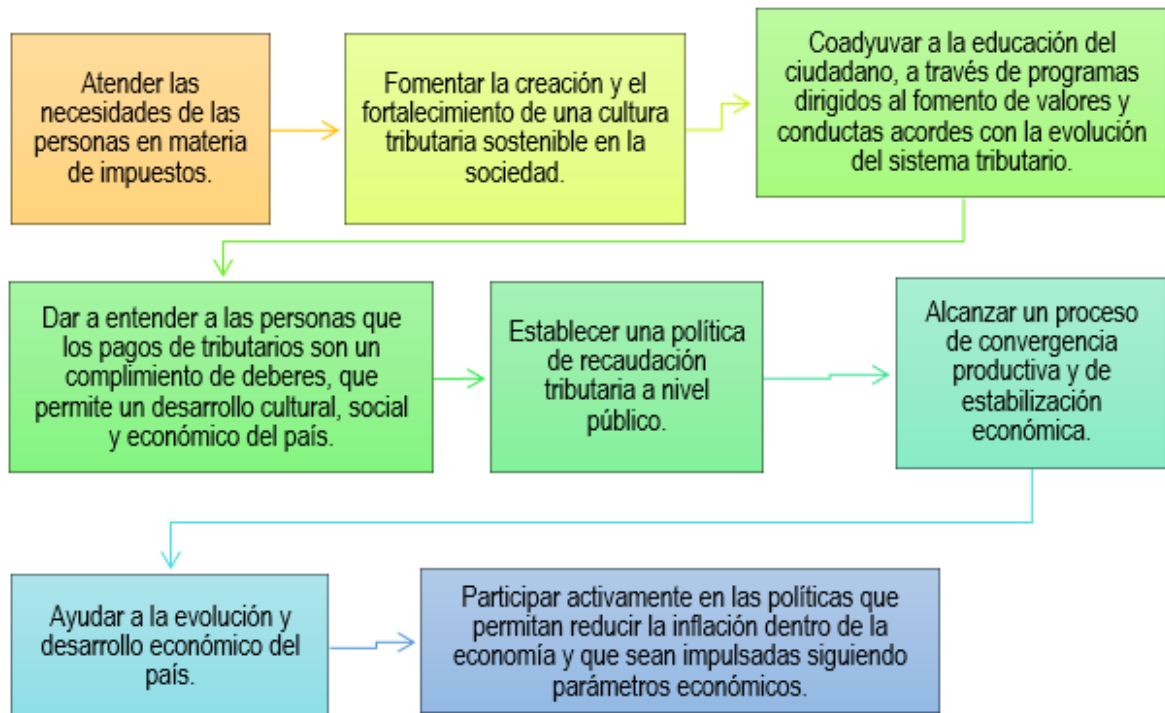 Atender las
necesidades de las
personas en materia
de impuestos.
Fomentar la creación y el
fortalecimiento de una cultura
tributaria sostenible en la
sociedad.
Coadyuvar a la educación del
ciudadano, a través de programas
dirigidos al fomento de valores y
conductas acordes con la evolución
del sistema tributario.
Dar a entender a las personas que
los pagos de tributarios son un
complimiento de deberes, que
permite un desarrollo cultural, social
y económico del país.
Establecer una política
de recaudación
tributaria a nivel
público.
Alcanzar un proceso
de convergencia
productiva y de
estabilización
económica.
Ayudar a la evolución y
desarrollo económico del
país.
Participar activamente en las políticas que
permitan reducir la inflación dentro de la
economía y que sean impulsadas siguiendo
parámetros económicos.